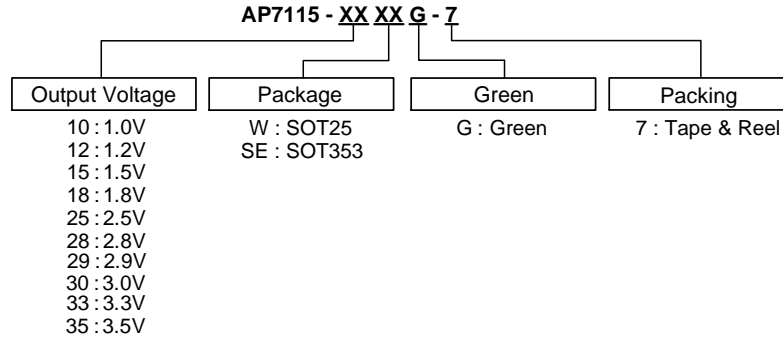 AP7115 - XX XX G - 7
Output Voltage
Package
Green
Packing
10 : 1.0V
12 : 1.2V
15 : 1.5V
18 : 1.8V
25 : 2.5V
28 : 2.8V
29 : 2.9V
30 : 3.0V
33 : 3.3V
35 : 3.5V
W : SOT25
SE : SOT353
G : Green
7 : Tape & Reel